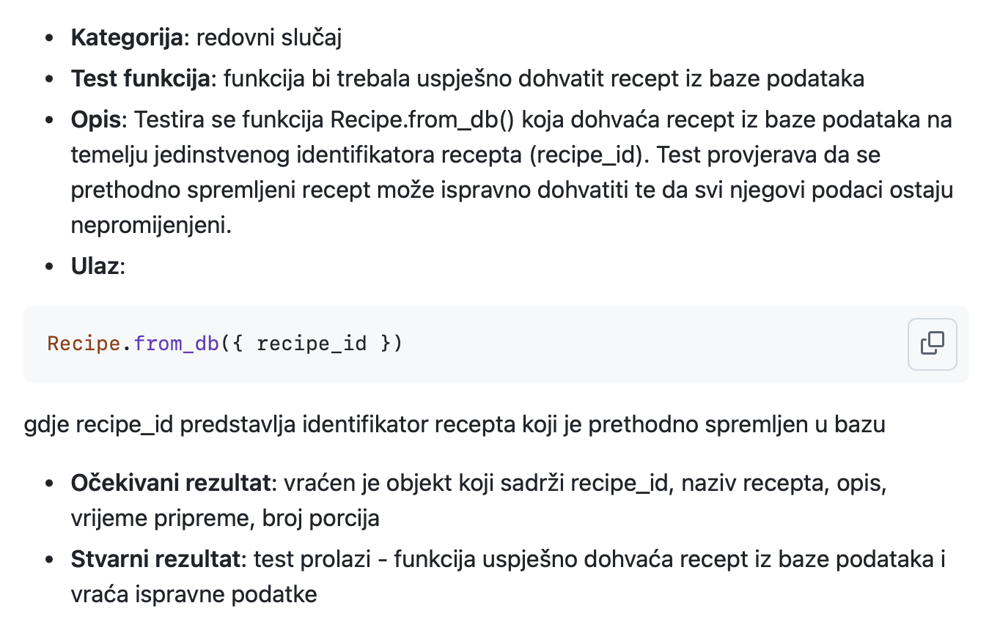 Kategorija: redovni slučaj
Test funkcija: funkcija bi trebala uspješno dohvatit recept iz baze podataka
Opis: Testira se funkcija Recipe.from_db() koja dohvaća recept iz baze podataka na
temelju jedinstvenog identifikatora recepta (recipe_id). Test provjerava da se
prethodno spremljeni recept može ispravno dohvatiti te da svi njegovi podaci ostaju
nepromijenjeni.
Ulaz:
Recipe.from_db({ recipe_id })
gdje recipe_id predstavlja identifikator recepta koji je prethodno spremljen u bazu
Očekivani rezultat: vraćen je objekt koji sadrži recipe_id, naziv recepta, opis,
vrijeme pripreme, broj porcija
Stvarni rezultat: test prolazi - funkcija uspješno dohvaća recept iz baze podataka i
vraća ispravne podatke